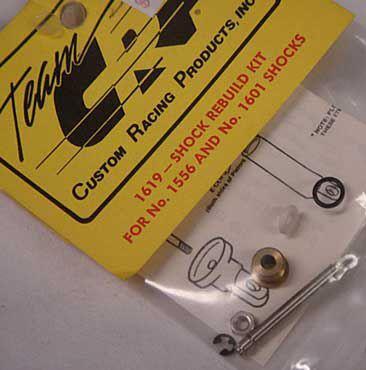 Team
CRP
CUSTOM RACING PRODUCTS, INC.
1619 – SHOCK REBUILD KIT
FOR No. 1556 AND No. 1601 SHOCKS